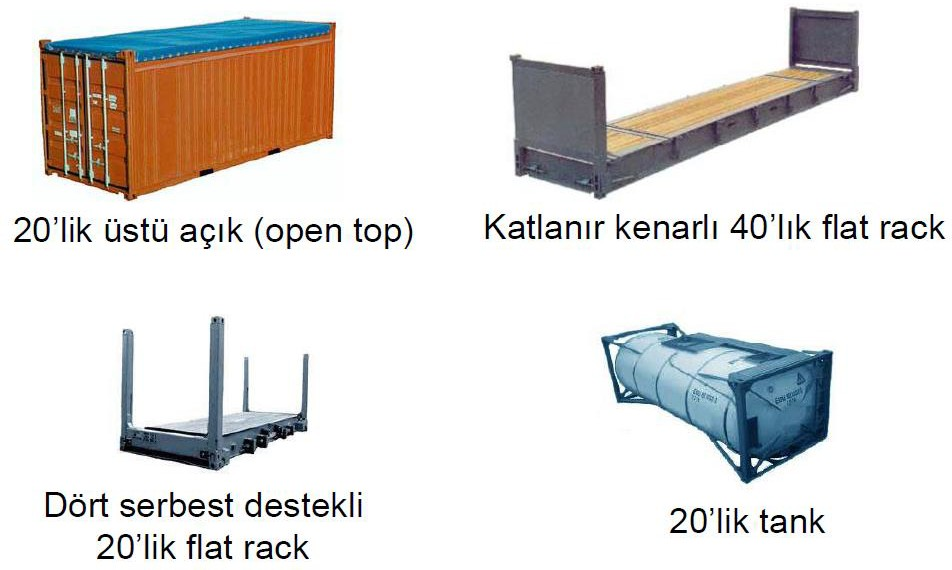 20’lik üstü açık (open top)
Katlanır kenarlı 40’lık flat rack
Dört serbest destekli
20’lik flat rack
20’lik tank